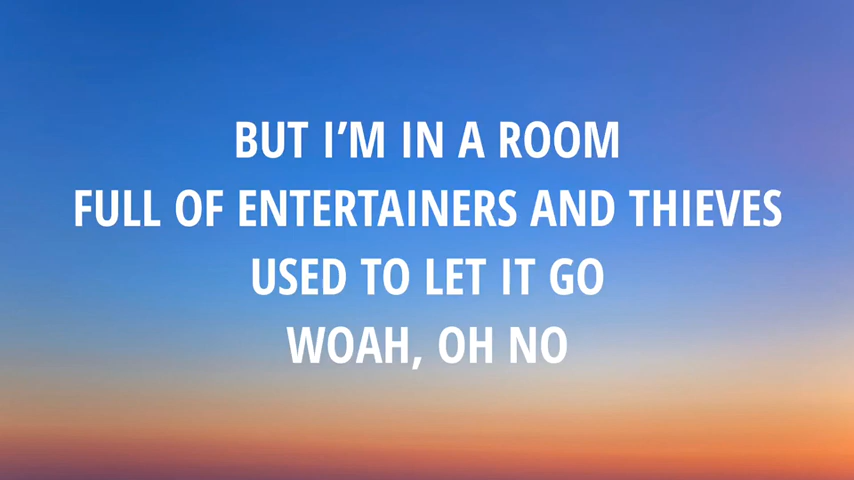 BUT I’M IN A ROOM
FULL OF ENTERTAINERS AND THIEVES
USED TO LET IT GO
WOAH, OH NO